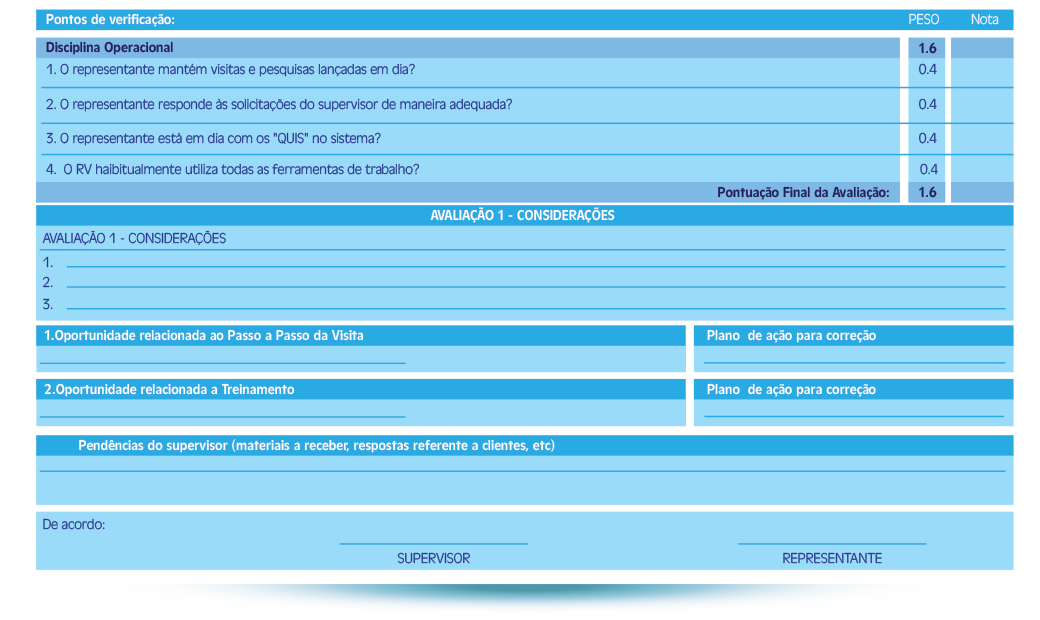 Pontos de verificação: PESO Nota
Disciplina Operacional 1.6
1. O representante mantém visitas e pesquisas lançadas em dia? 0.4
2. O representante responde às solicitações do supervisor de maneira adequada? 0.4
3. O representante está em dia com os "QUIS" no sistema? 0.4
4. O RV haibitualmente utiliza todas as ferramentas de trabalho? 0.4
Pontuação Final da Avaliação: 1.6
AVALIAÇÃO 1 - CONSIDERAÇÕES
AVALIAÇÃO 1 - CONSIDERAÇÕES
1.
2.
3.
1.Oportunidade relacionada ao Passo a Passo da Visita Plano de ação para correção
2.Oportunidade relacionada a Treinamento Plano de ação para correção
Pendências do supervisor (materiais a receber, respostas referente a clientes, etc)
De acordo:
SUPERVISOR REPRESENTANTE